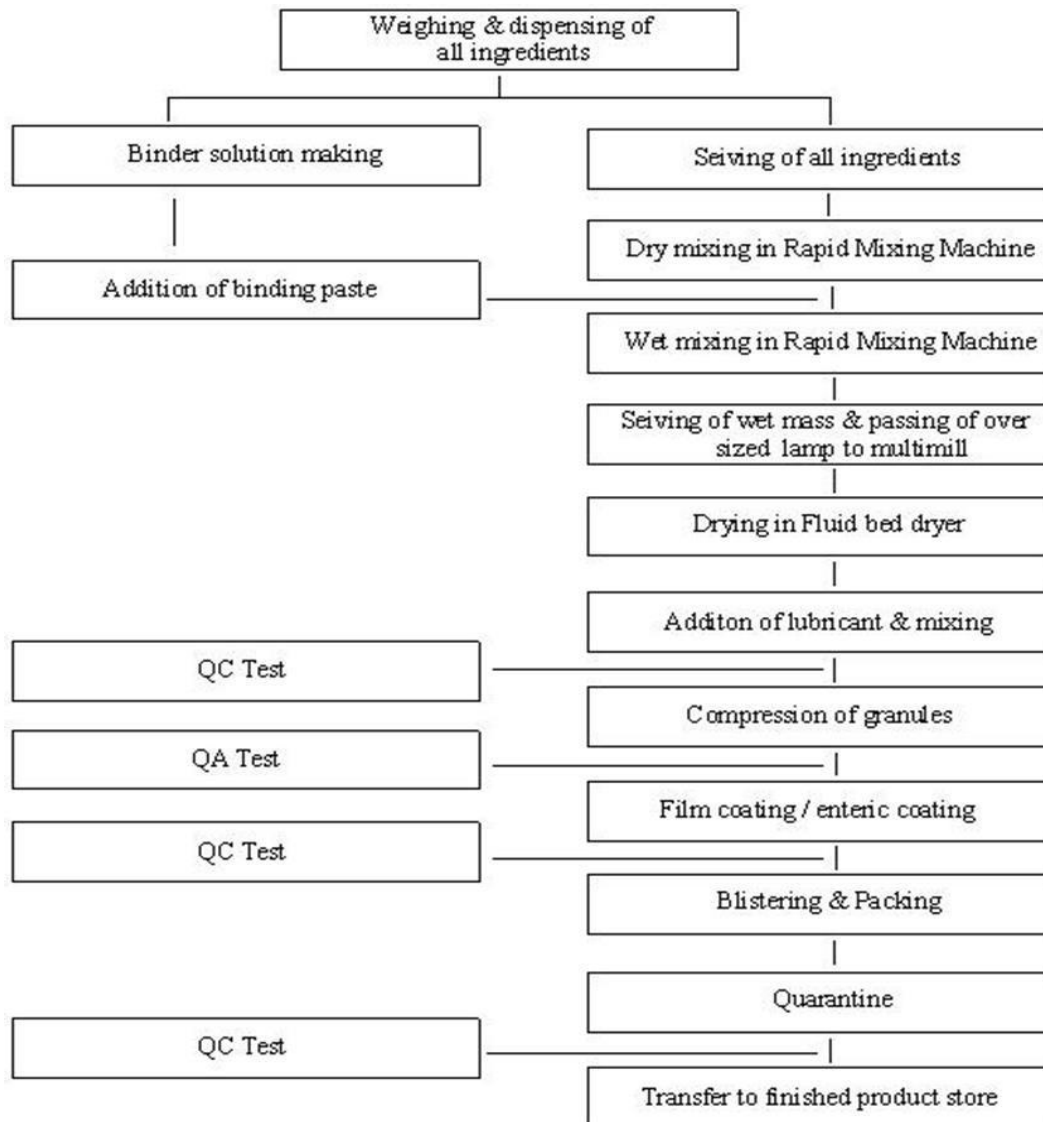 Weighing & dispensing of
all ingredients
Binder solution making
Seiving of all ingredients
Dry mixing in Rapid Mixing Machine
Addition of binding paste
Wet mixing in Rapid Mixing Machine
Seiving of wet mass & passing of over
sized lamp to multimill
Drying in Fluid bed dryer
Additon of lubricant & mixing
QC Test
Compression of granules
QA Test
Film coating / enteric coating
QC Test
Blistering & Packing
Quarantine
QC Test
Transfer to finished product store